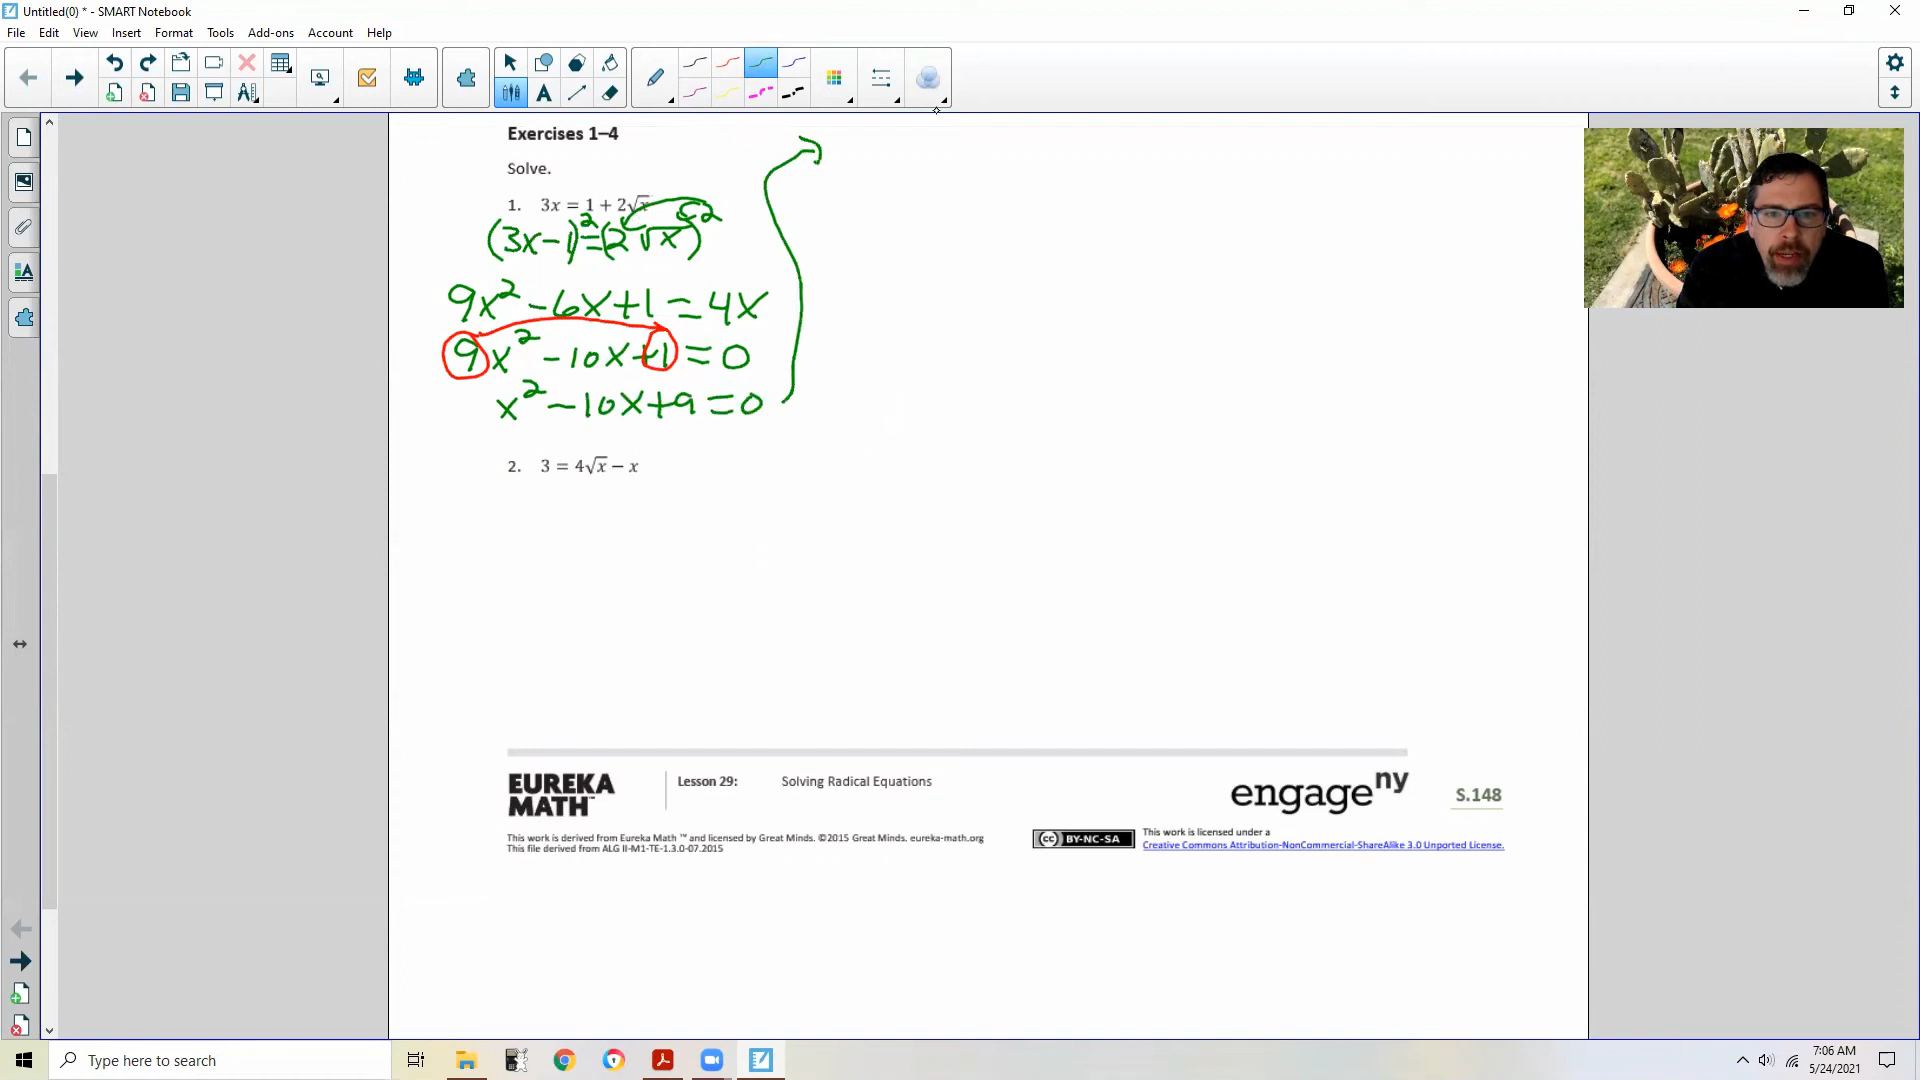 Untitled(0) * - SMART Notebook
File Edit View Insert Format Tools Add-ons Account Help
Exercises 1–4
Solve.
1. 3x = 1 + 2√x
(3x-1)²=(2√x)²
9x²-6x+1=4x
9x²-10x+1=0
x²-10x+9=0
2. 3 = 4√x − x
EUREKA
MATH™
Lesson 29: Solving Radical Equations
engageny
S.148
This work is derived from Eureka Math ™ and licensed by Great Minds. ©2015 Great Minds. eureka-math.org
This file derived from ALG II-M1-TE-1.3.0-07.2015
CC BY-NC-SA
This work is licensed under a
Creative Commons Attribution-NonCommercial-ShareAlike 3.0 Unported License.
Type here to search
7:06 AM
5/24/2021